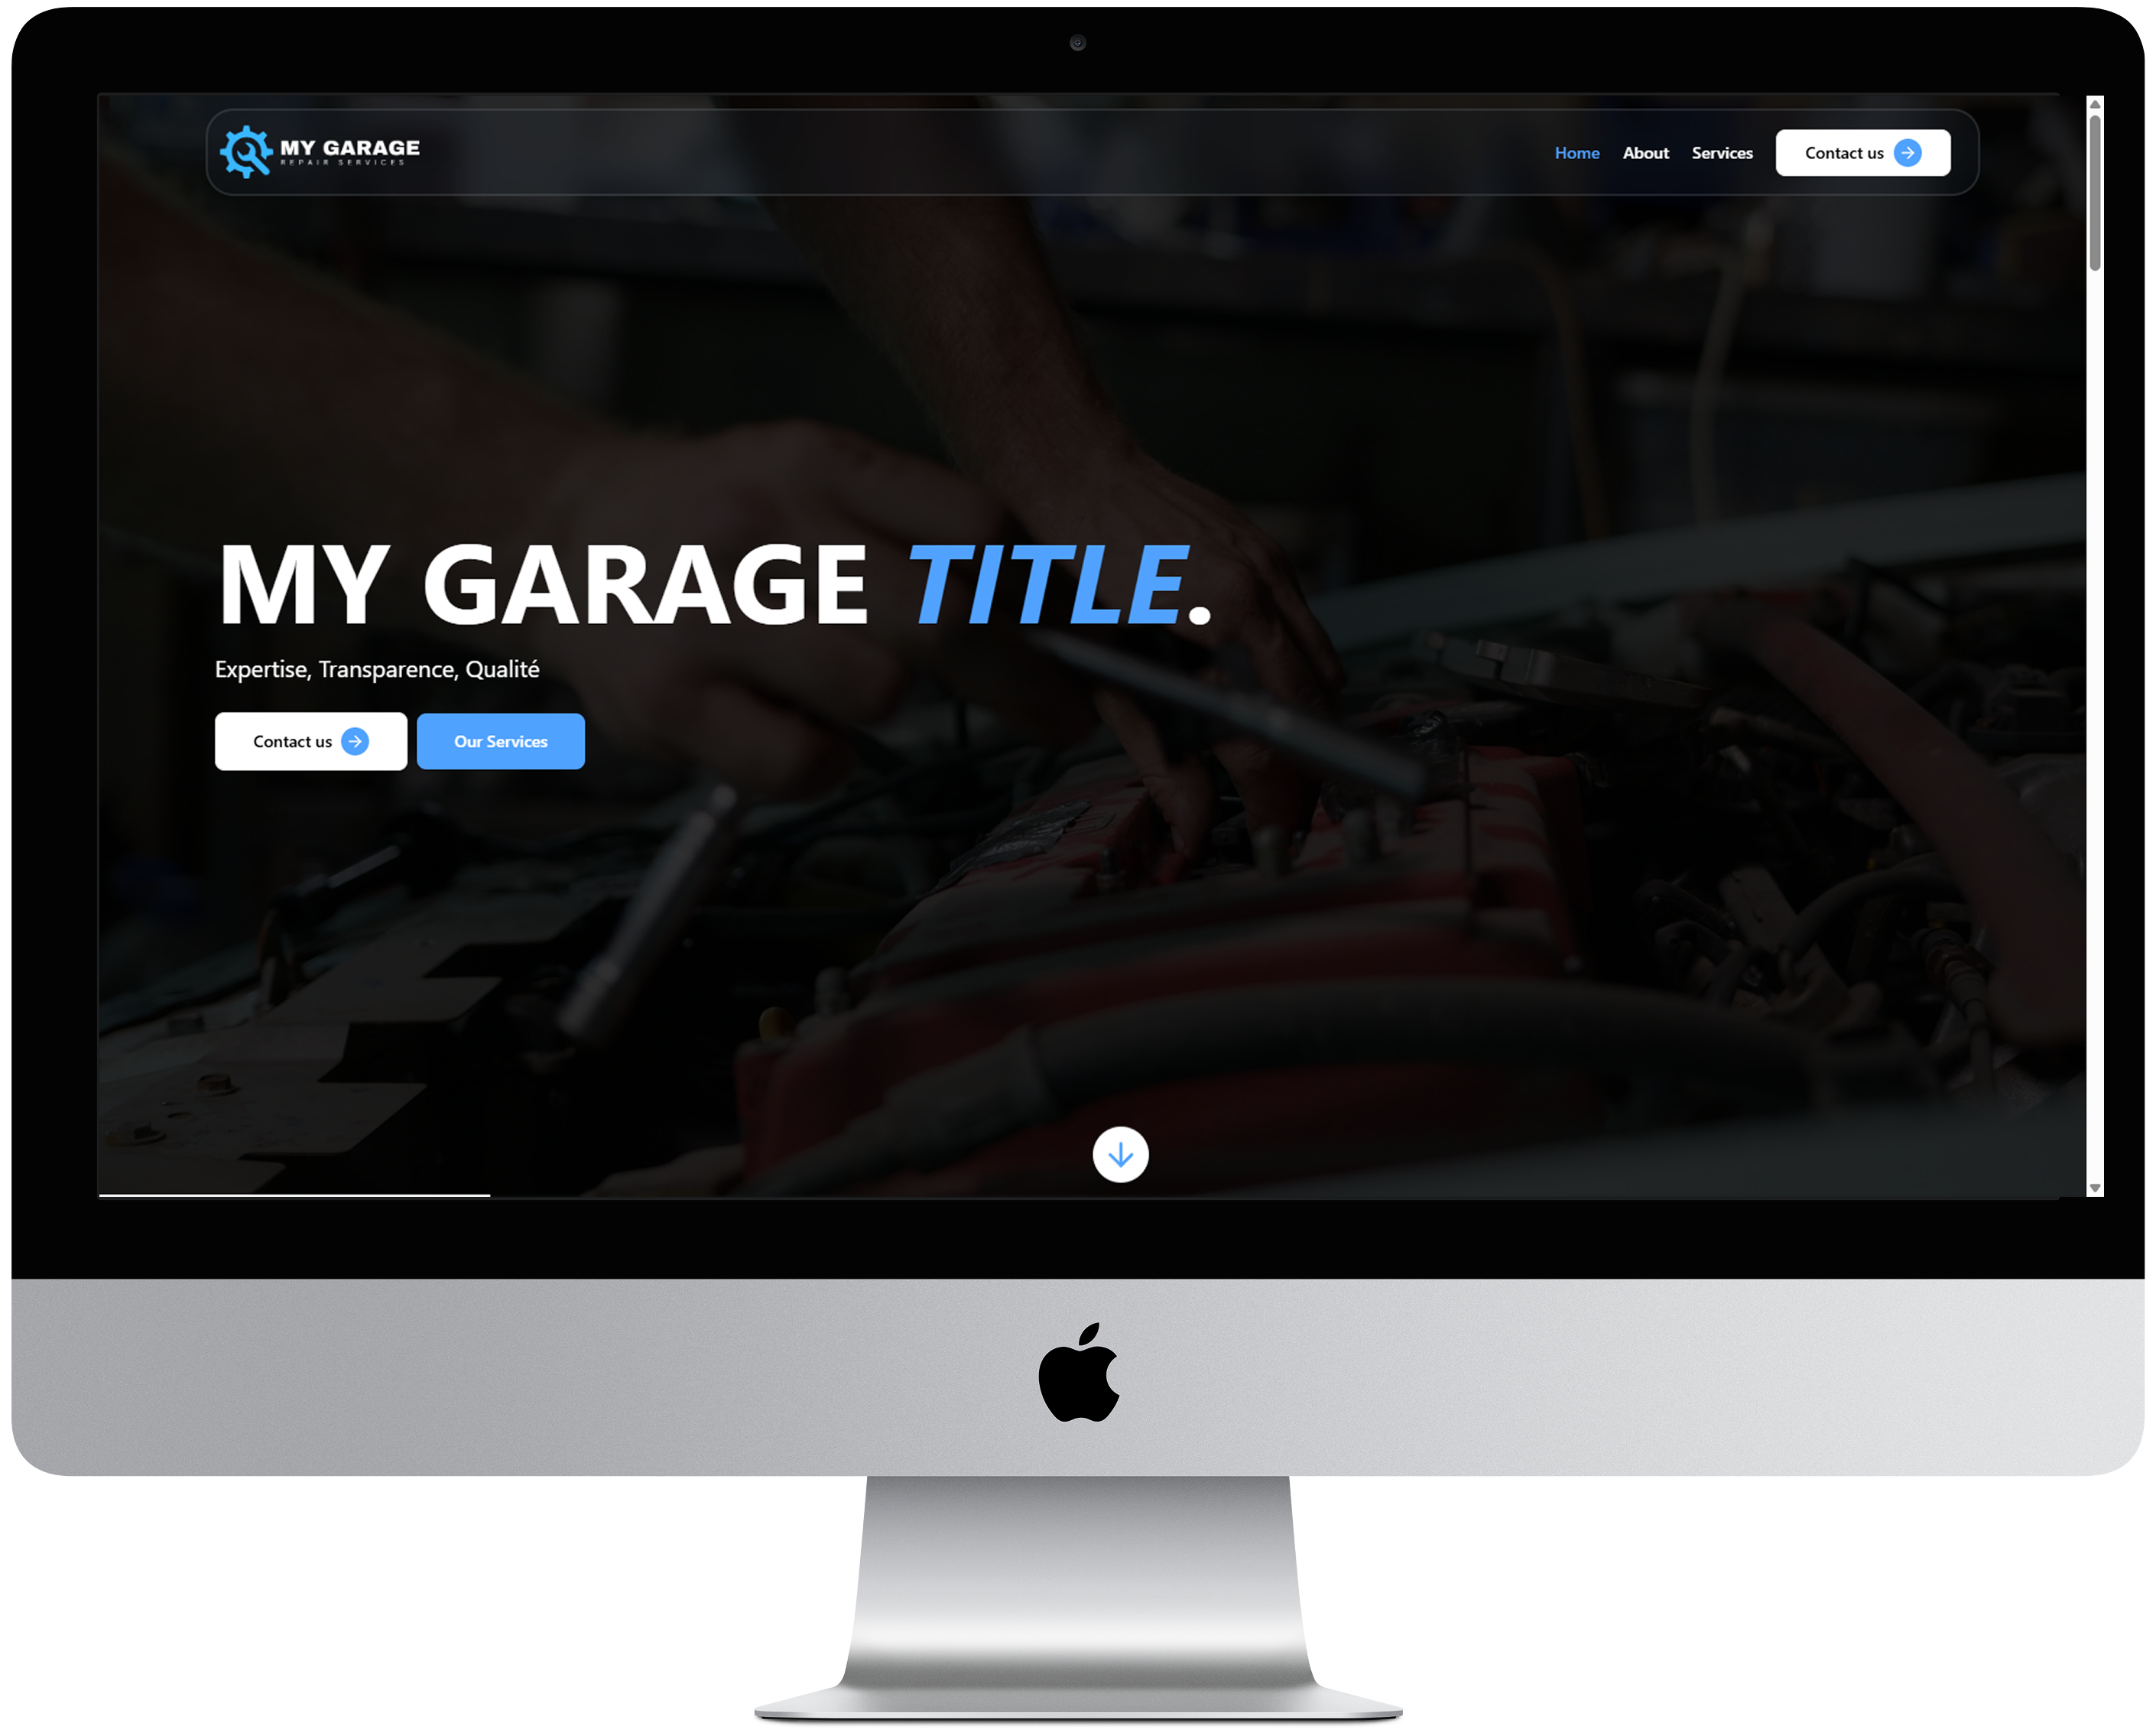 MY GARAGE
REPAIR SERVICES
Home About Services Contact us
MY GARAGE TITLE.
Expertise, Transparence, Qualité
Contact us Our Services